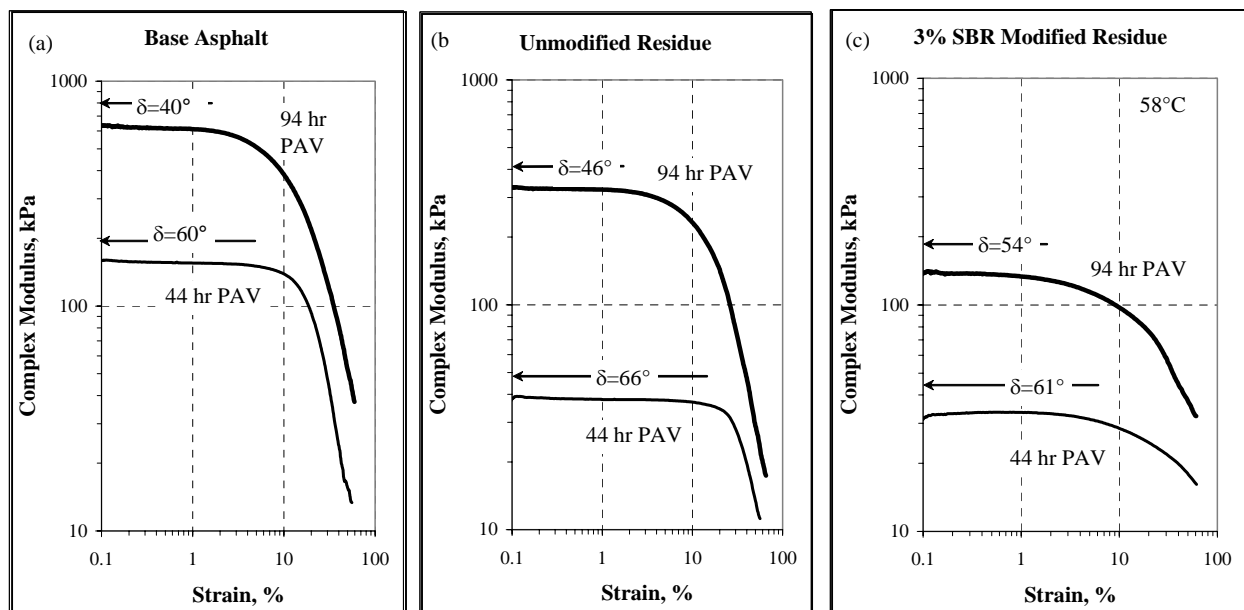 (a)
Base Asphalt
1000
100
10
0.1
1
10
100
δ=40°
94 hr
PAV
δ=60°
44 hr PAV
Complex Modulus, kPa
Strain, %
(b)
Unmodified Residue
1000
100
10
0.1
1
10
100
δ=46°
94 hr PAV
δ=66°
44 hr PAV
Complex Modulus, kPa
Strain, %
(c)
3% SBR Modified Residue
1000
100
10
0.1
1
10
100
58°C
δ=54°
94 hr PAV
δ=61°
44 hr PAV
Complex Modulus, kPa
Strain, %